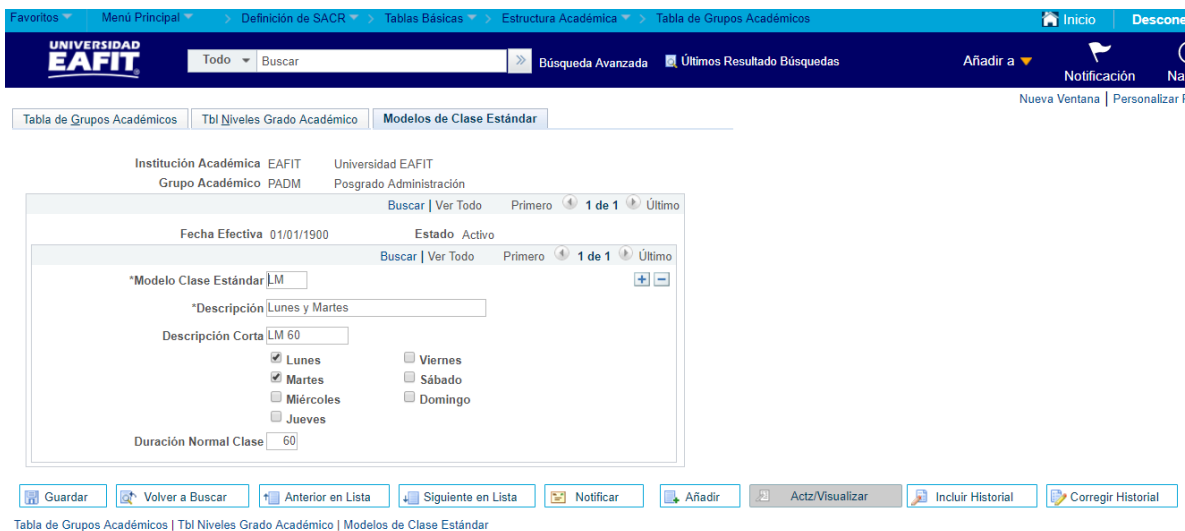 Favoritos Menú Principal > Definición de SACR > Tablas Básicas > Estructura Académica > Tabla de Grupos Académicos Inicio Descone
UNIVERSIDAD
EAFIT
Todo Buscar » Búsqueda Avanzada Últimos Resultado Búsquedas Añadir a Notificación Na
Nueva Ventana | Personalizar P
Tabla de Grupos Académicos Tbl Niveles Grado Académico Modelos de Clase Estándar
Institución Académica EAFIT Universidad EAFIT
Grupo Académico PADM Posgrado Administración
Buscar | Ver Todo Primero 1 de 1 Último
Fecha Efectiva 01/01/1900 Estado Activo
Buscar | Ver Todo Primero 1 de 1 Último
*Modelo Clase Estándar LM + -
*Descripción Lunes y Martes
Descripción Corta LM 60
Lunes Viernes
Martes Sábado
Miércoles Domingo
Jueves
Duración Normal Clase 60
Guardar Volver a Buscar Anterior en Lista Siguiente en Lista Notificar Añadir Actz/Visualizar Incluir Historial Corregir Historial
Tabla de Grupos Académicos | Tbl Niveles Grado Académico | Modelos de Clase Estándar